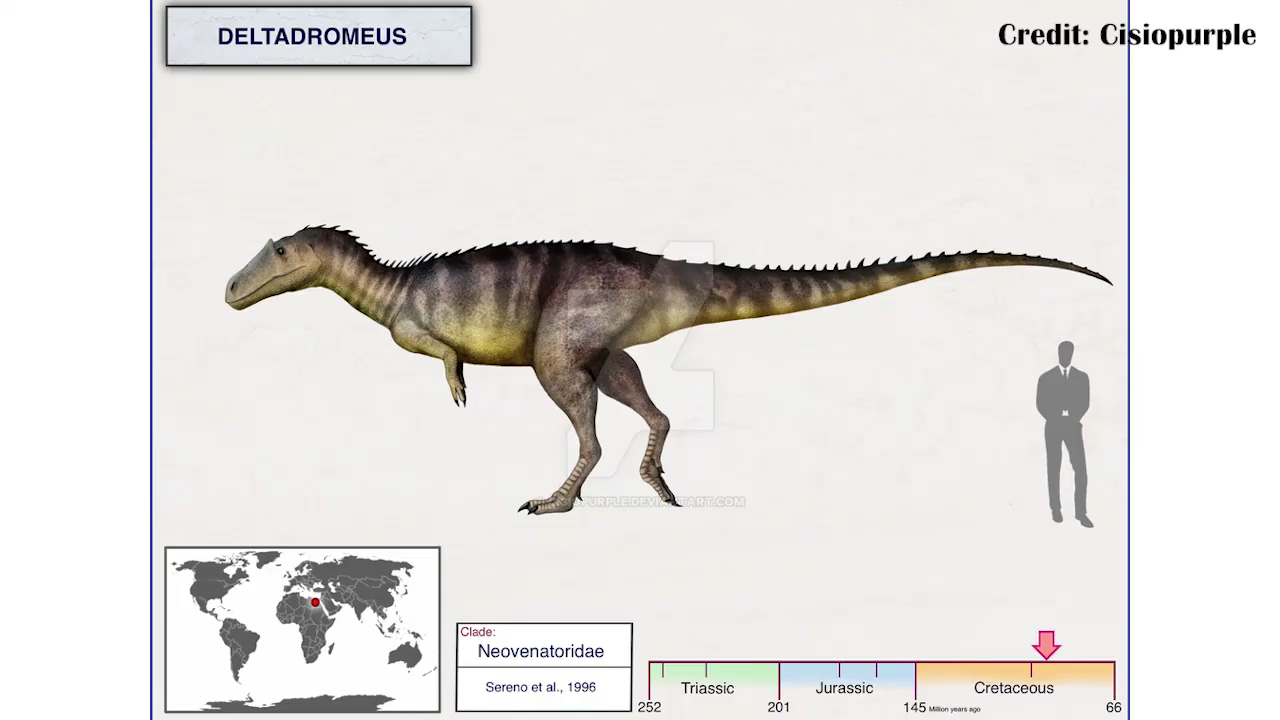 DELTADROMEUS
Credit: Cisiopurple
Clade:
Neovenatoridae
Sereno et al., 1996
Triassic
Jurassic
Cretaceous
252
201
145 Million years ago
66